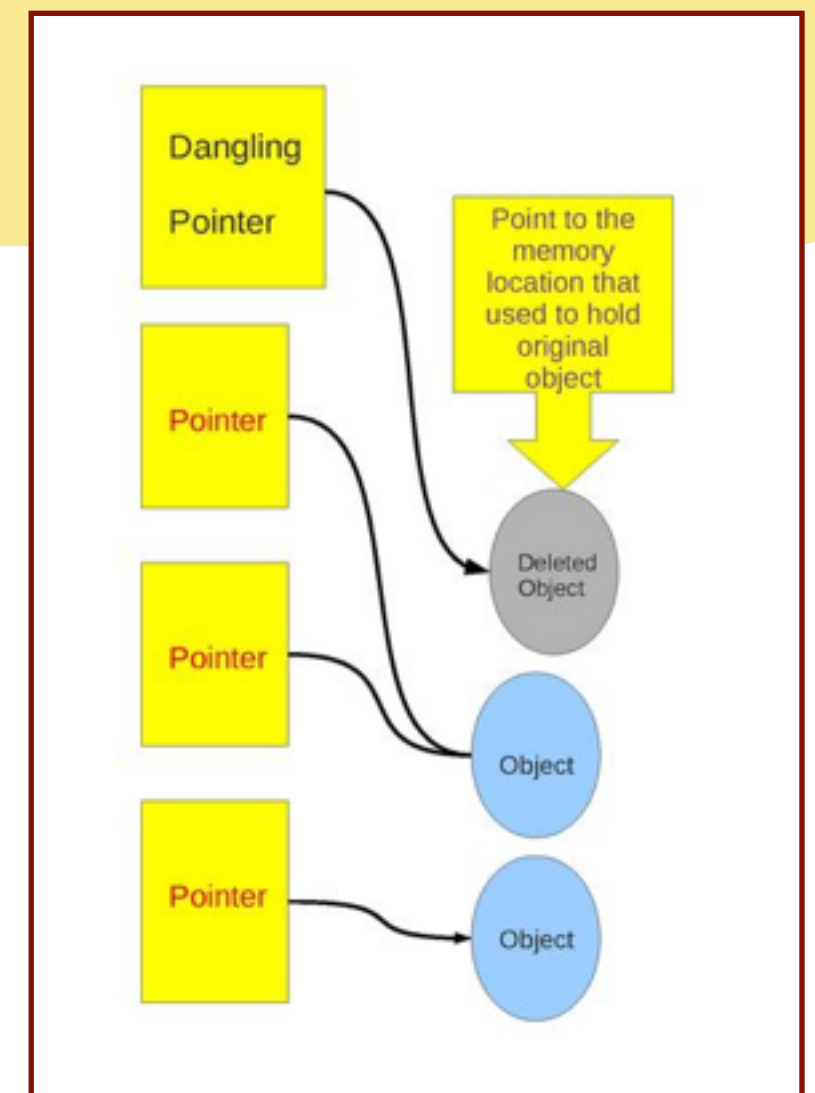 Dangling
Pointer
Point to the
memory
location that
used to hold
original
object
Pointer
Deleted
Object
Pointer
Object
Pointer
Object